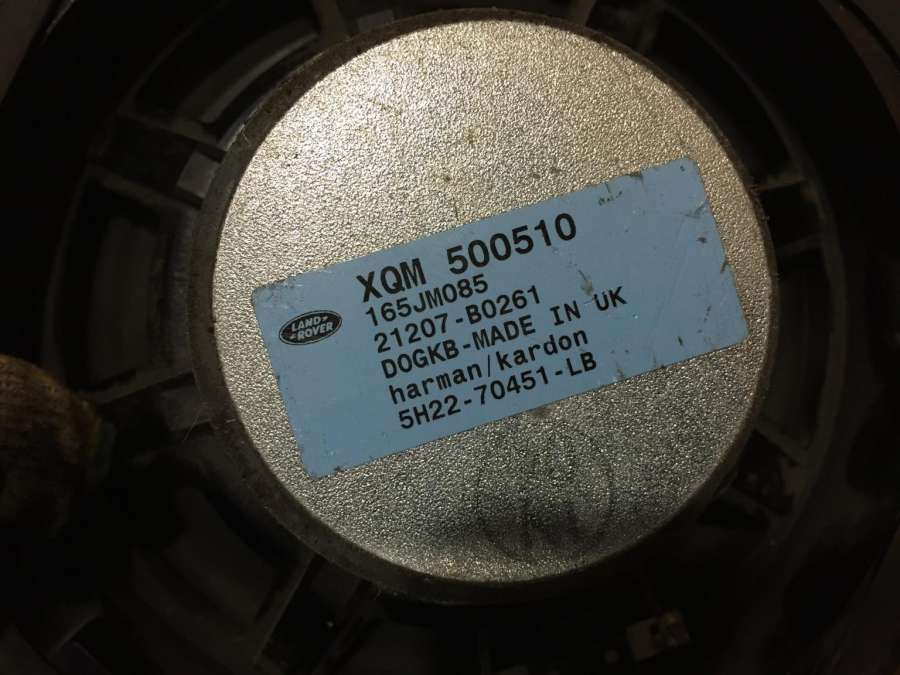 XQM 500510
165JM085
21207-B0261
D0GKB-MADE IN UK
harman/kardon
5H22-70451-LB
LAND
ROVER